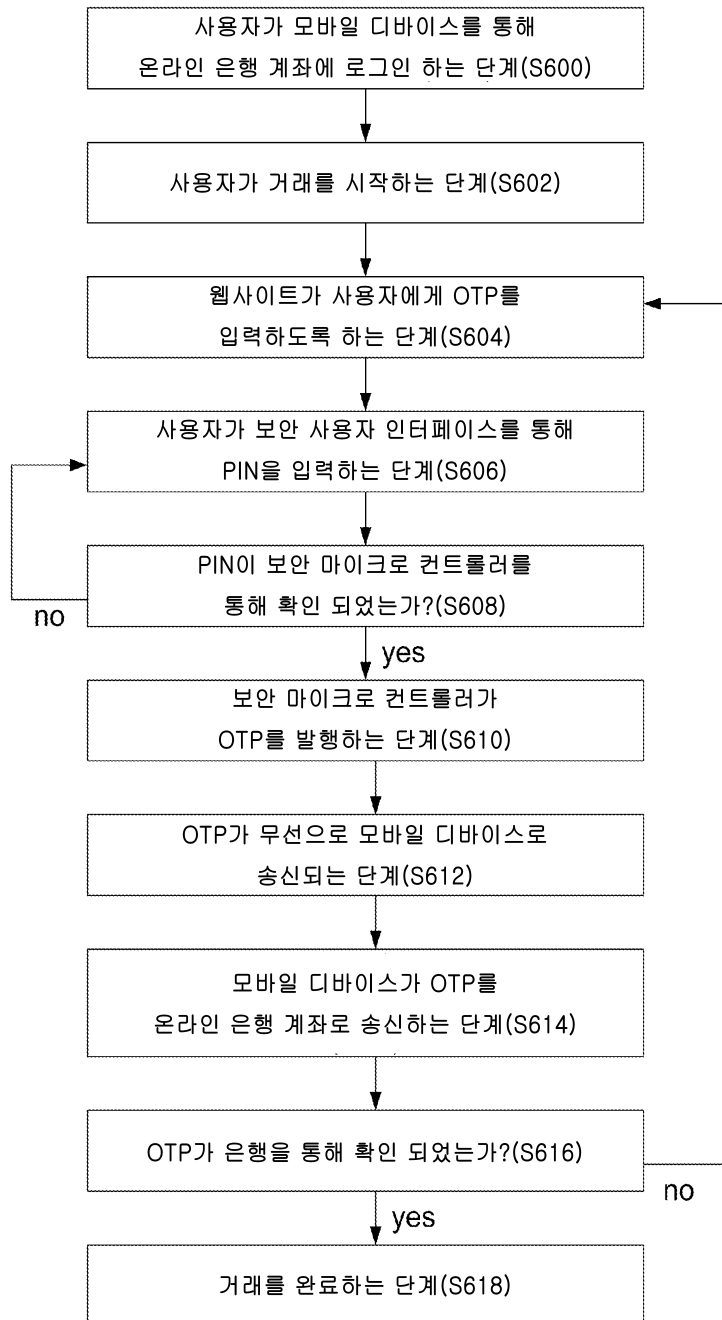 사용자가 모바일 디바이스를 통해
온라인 은행 계좌에 로그인 하는 단계(S600)
사용자가 거래를 시작하는 단계(S602)
웹사이트가 사용자에게 OTP를
입력하도록 하는 단계(S604)
사용자가 보안 사용자 인터페이스를 통해
PIN을 입력하는 단계(S606)
PIN이 보안 마이크로 컨트롤러를
통해 확인 되었는가?(S608)
no
yes
보안 마이크로 컨트롤러가
OTP를 발행하는 단계(S610)
OTP가 무선으로 모바일 디바이스로
송신되는 단계(S612)
모바일 디바이스가 OTP를
온라인 은행 계좌로 송신하는 단계(S614)
OTP가 은행을 통해 확인 되었는가?(S616)
no
yes
거래를 완료하는 단계(S618)